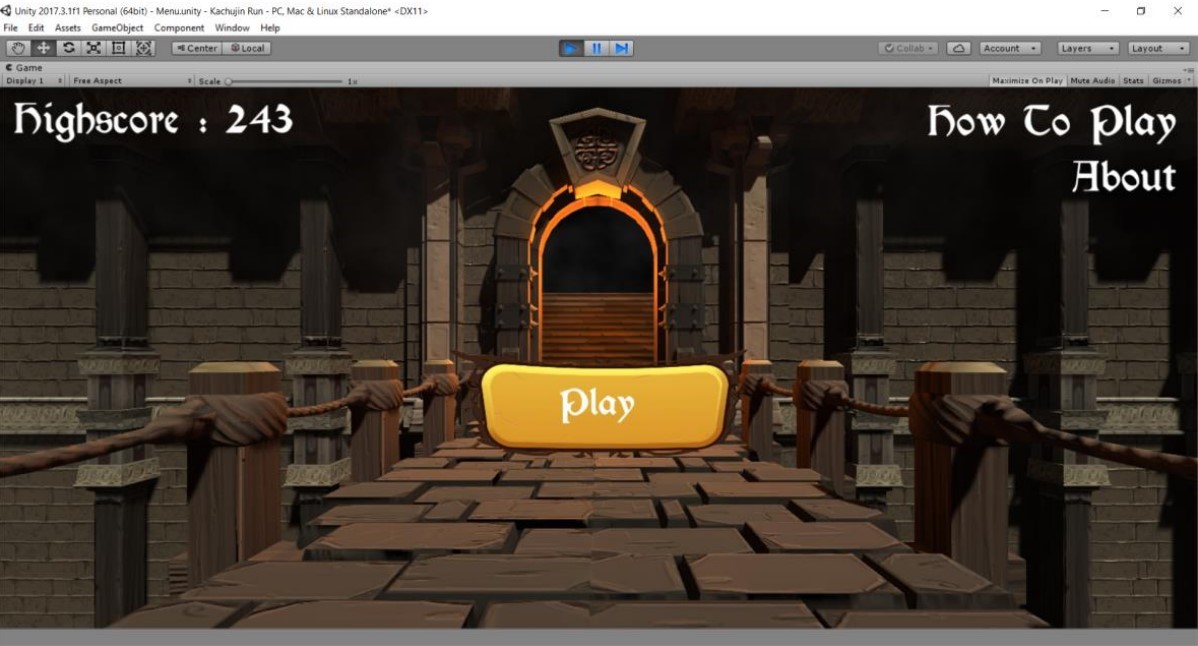 Unity 2017.3.1f1 Personal (64bit) - Menu.unity - Kachujin Run - PC, Mac & Linux Standalone* <DX11>
File Edit Assets GameObject Component Window Help
Center Local Collab Account Layers Layout
Game
Display 1 Free Aspect Scale 1x Maximize On Play Mute Audio Stats Gizmos
Highscore : 243 How To Play
About
Play